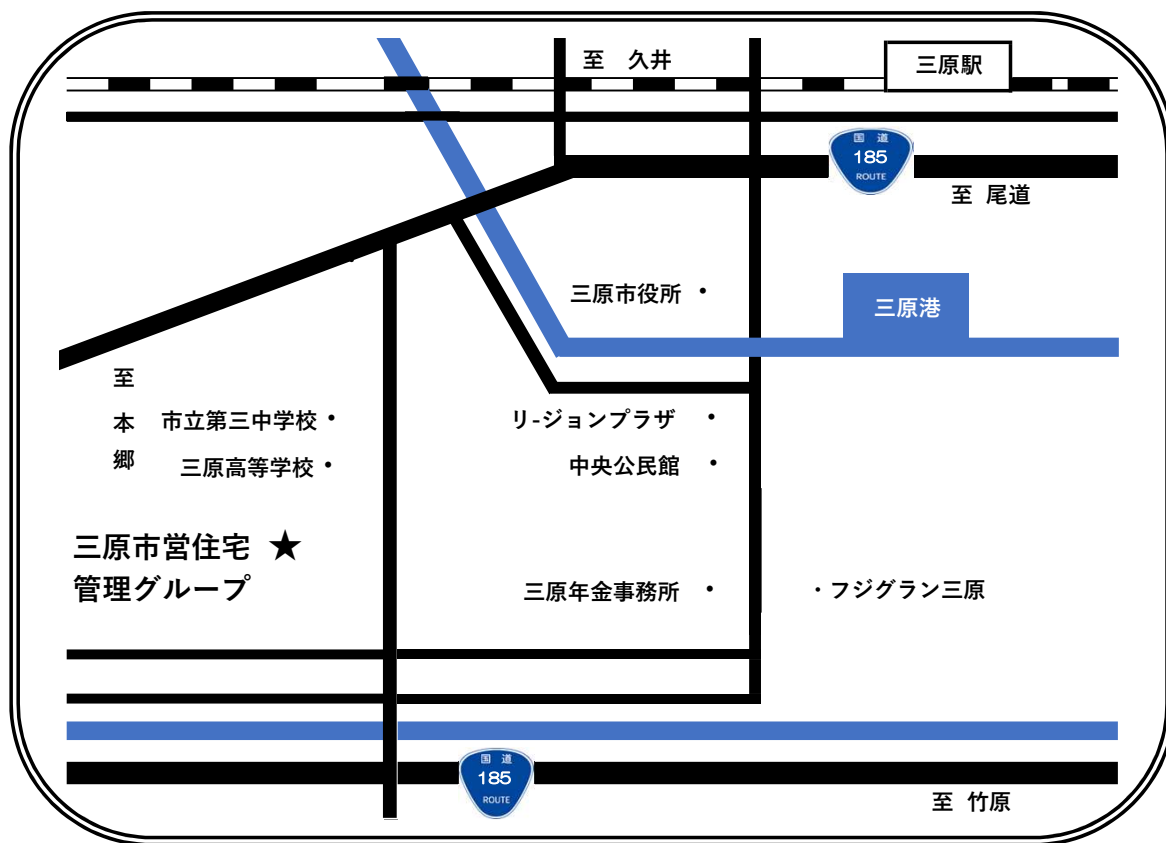 至 久井
三原駅
国道
185
ROUTE
至 尾道
三原市役所 ・
三原港
至
本
郷
市立第三中学校 ・
リ-ジョンプラザ ・
三原高等学校 ・
中央公民館 ・
三原市営住宅 ★
管理グループ
三原年金事務所 ・
・フジグラン三原
国道
185
ROUTE
至 竹原